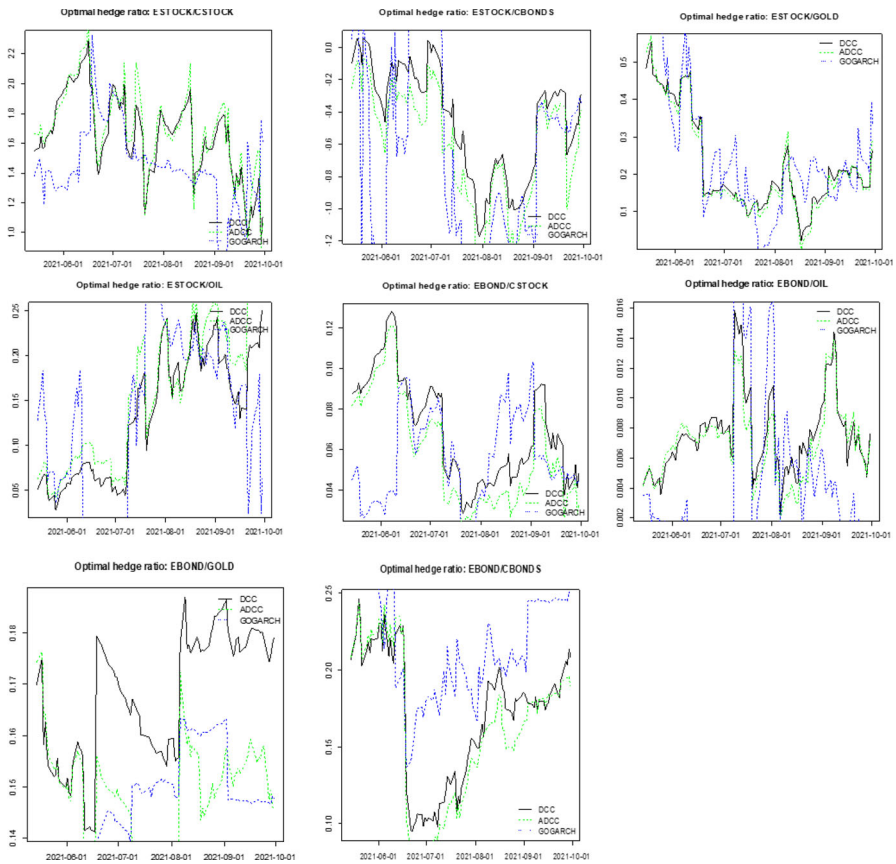 Optimal hedge ratio: ESTOCK/CSTOCK
2.2
2.0
1.8
1.6
1.4
1.2
1.0
DCC
ADCC
GOGARCH
2021-06-01 2021-07-01 2021-08-01 2021-09-01 2021-10-01
Optimal hedge ratio: ESTOCK/CBONDS
0.0
-0.2
-0.4
-0.6
-0.8
-1.2
DCC
ADCC
GOGARCH
2021-06-01 2021-07-01 2021-08-01 2021-09-01 2021-10-01
Optimal hedge ratio: ESTOCK/GOLD
0.5
0.4
0.3
0.2
0.1
DCC
ADCC
GOGARCH
2021-06-01 2021-07-01 2021-08-01 2021-09-01 2021-10-01
Optimal hedge ratio: ESTOCK/OIL
0.25
0.20
0.15
0.10
0.05
DCC
ADCC
GOGARCH
2021-06-01 2021-07-01 2021-08-01 2021-09-01 2021-10-01
Optimal hedge ratio: EBOND/CSTOCK
0.12
0.10
0.08
0.06
0.04
DCC
ADCC
GOGARCH
2021-06-01 2021-07-01 2021-08-01 2021-09-01 2021-10-01
Optimal hedge ratio: EBOND/OIL
0.016
0.014
0.012
0.010
0.008
0.006
0.004
0.002
DCC
ADCC
GOGARCH
2021-06-01 2021-07-01 2021-08-01 2021-09-01 2021-10-01
Optimal hedge ratio: EBOND/GOLD
0.18
0.17
0.16
0.15
0.14
DCC
ADCC
GOGARCH
2021-06-01 2021-07-01 2021-08-01 2021-09-01 2021-10-01
Optimal hedge ratio: EBOND/CBONDS
0.25
0.20
0.15
0.10
DCC
ADCC
GOGARCH
2021-06-01 2021-07-01 2021-08-01 2021-09-01 2021-10-01